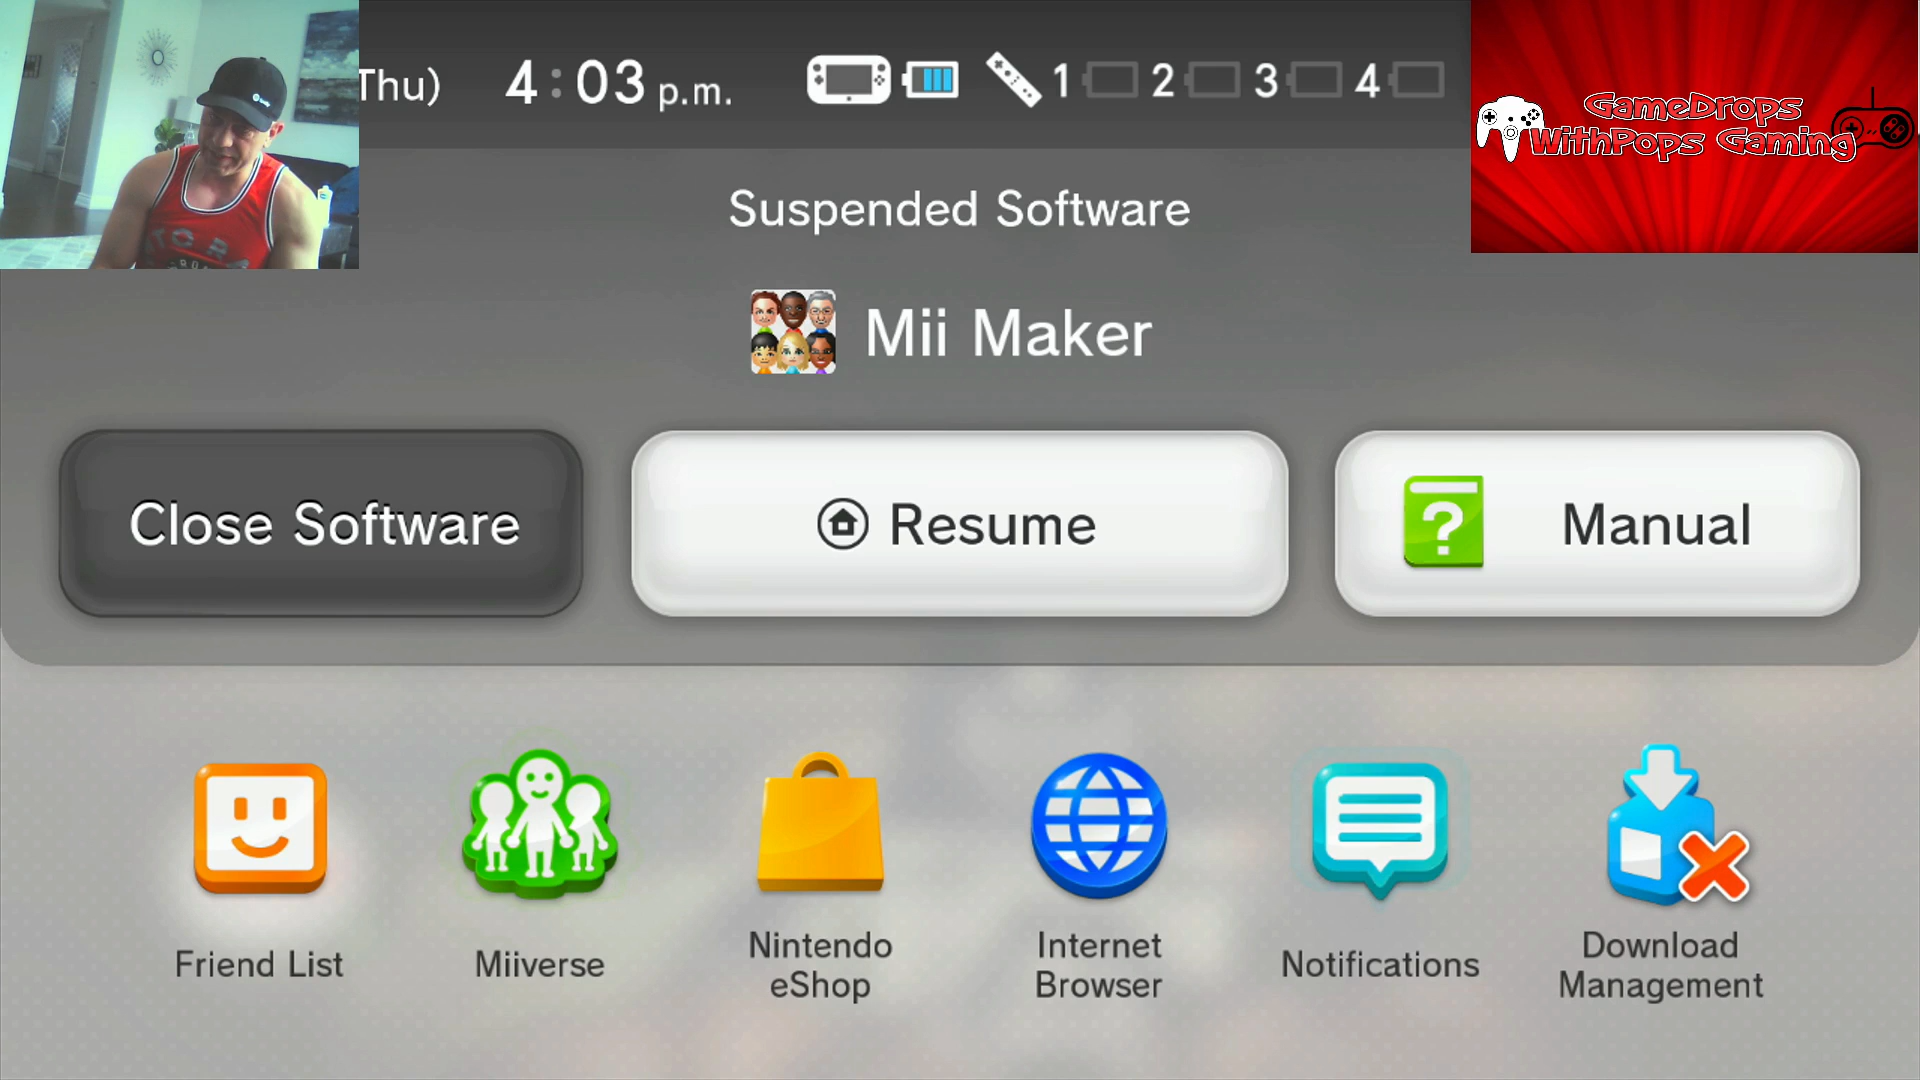 Thu)
4:03 p.m.
1
2
3
4
GameDrops
WithPops Gaming
Suspended Software
Mii Maker
Close Software
Resume
? Manual
Friend List
Miiverse
Nintendo
eShop
Internet
Browser
Notifications
Download
Management